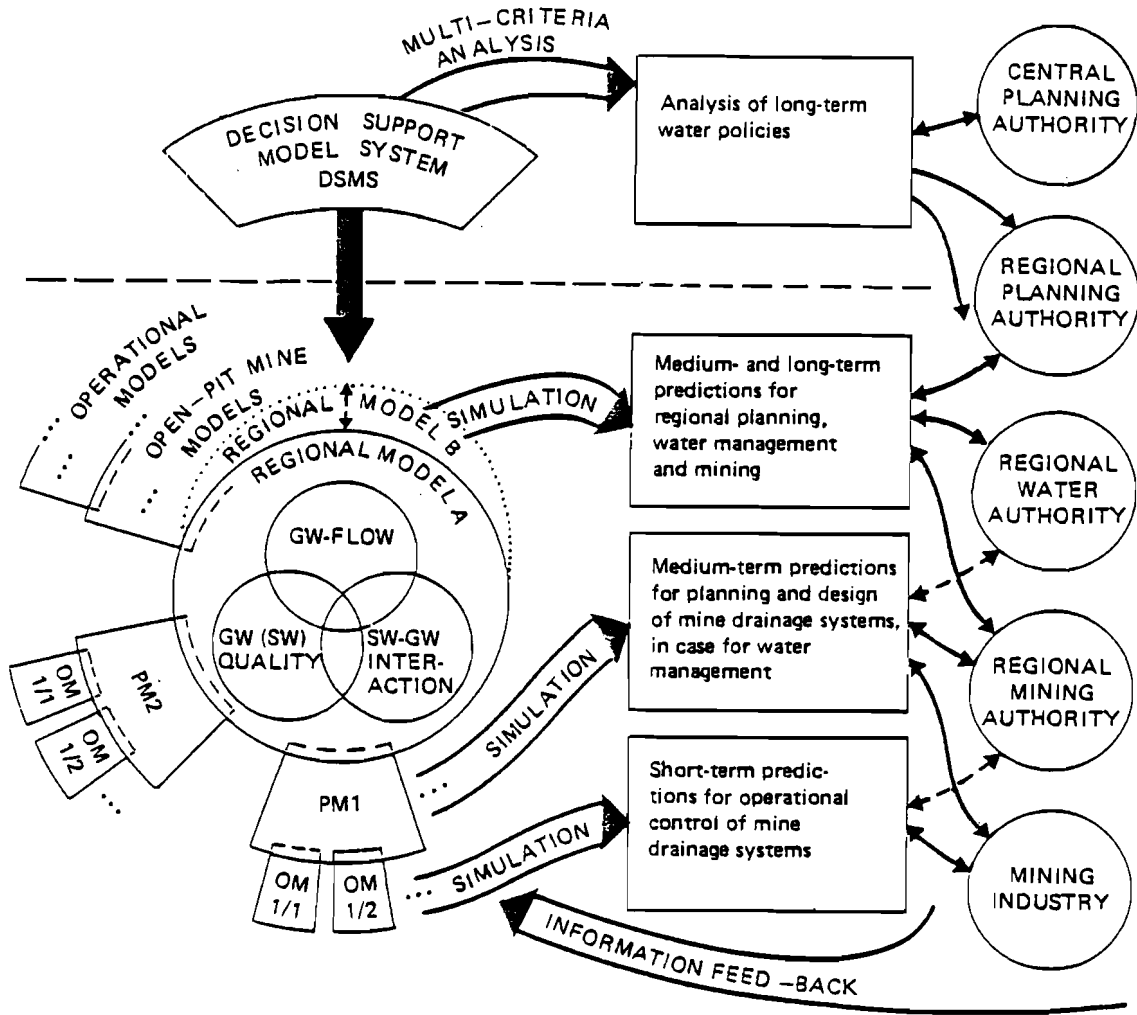 MULTI-CRITERIA
ANALYSIS
DECISION SUPPORT
MODEL SYSTEM
DSMS
Analysis of long-term
water policies
CENTRAL
PLANNING
AUTHORITY
REGIONAL
PLANNING
AUTHORITY
OPERATIONAL
MODELS
...
OPEN-PIT MINE
MODELS
...
REGIONAL MODEL B
REGIONAL MODEL A
SIMULATION
Medium- and long-term
predictions for
regional planning,
water management
and mining
REGIONAL
WATER
AUTHORITY
GW-FLOW
GW (SW)
QUALITY
SW-GW
INTER-
ACTION
Medium-term predictions
for planning and design
of mine drainage systems,
in case for water
management
REGIONAL
MINING
AUTHORITY
PM2
OM
1/1
OM
1/2
...
PM1
... SIMULATION
OM
1/1
OM
1/2
... SIMULATION
Short-term predic-
tions for operational
control of mine
drainage systems
MINING
INDUSTRY
INFORMATION FEED -BACK